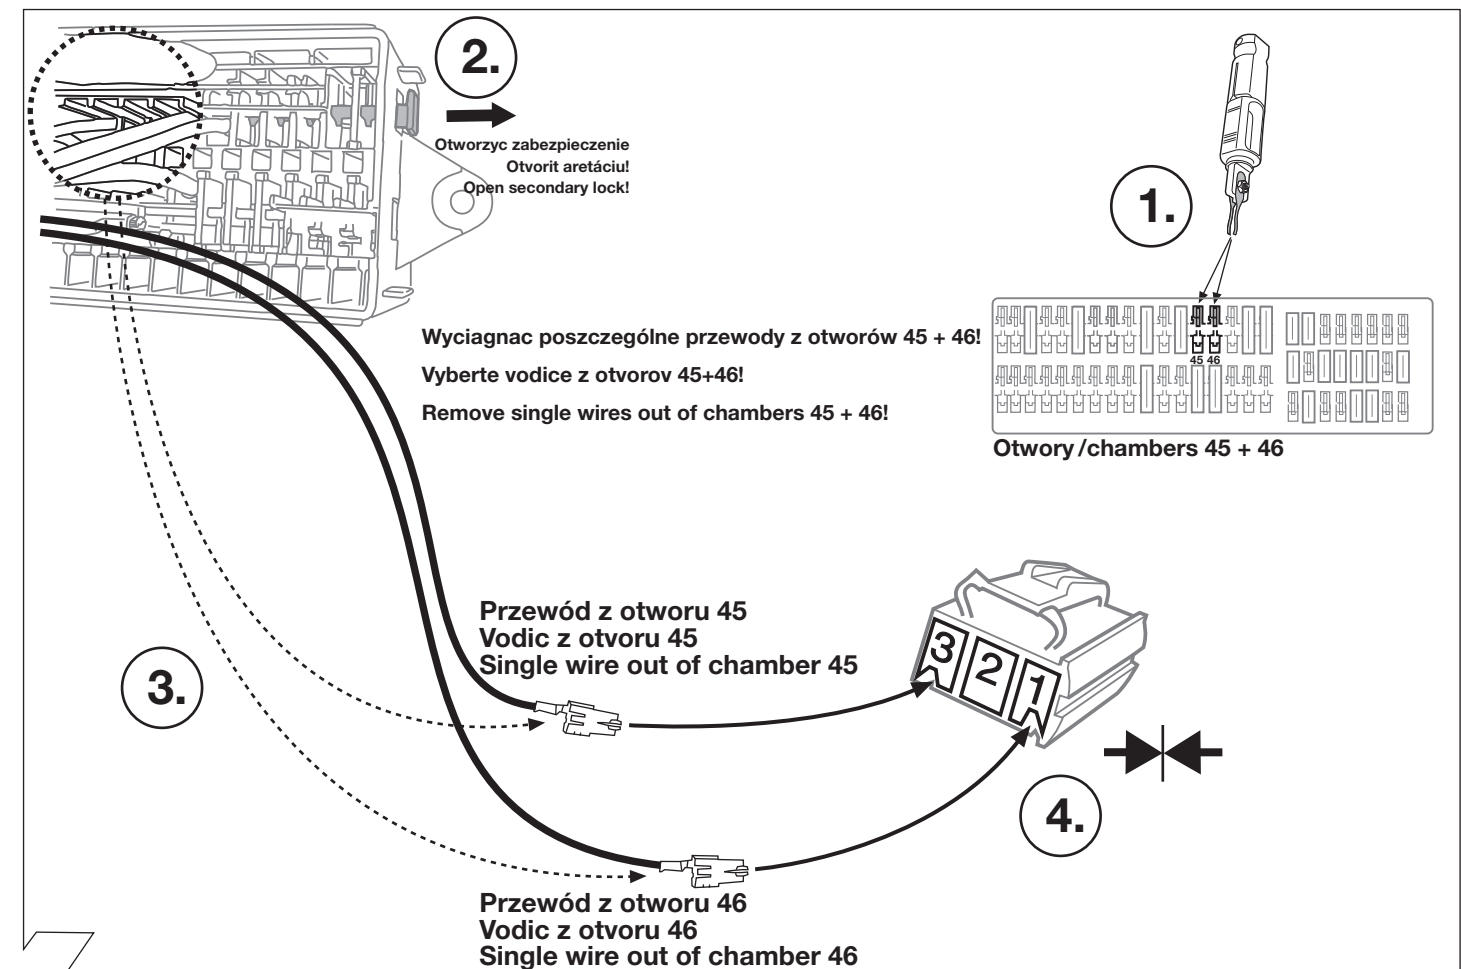 2.
Otworzyc zabezpieczenie
Otvorit aretáciu!
Open secondary lock!
1.
Wyciagnac poszczególne przewody z otworów 45 + 46!
Vyberte vodice z otvorov 45+46!
Remove single wires out of chambers 45 + 46!
45 46
Otwory/chambers 45 + 46
Przewód z otworu 45
Vodic z otvoru 45
Single wire out of chamber 45
3 2 1
3.
4.
Przewód z otworu 46
Vodic z otvoru 46
Single wire out of chamber 46